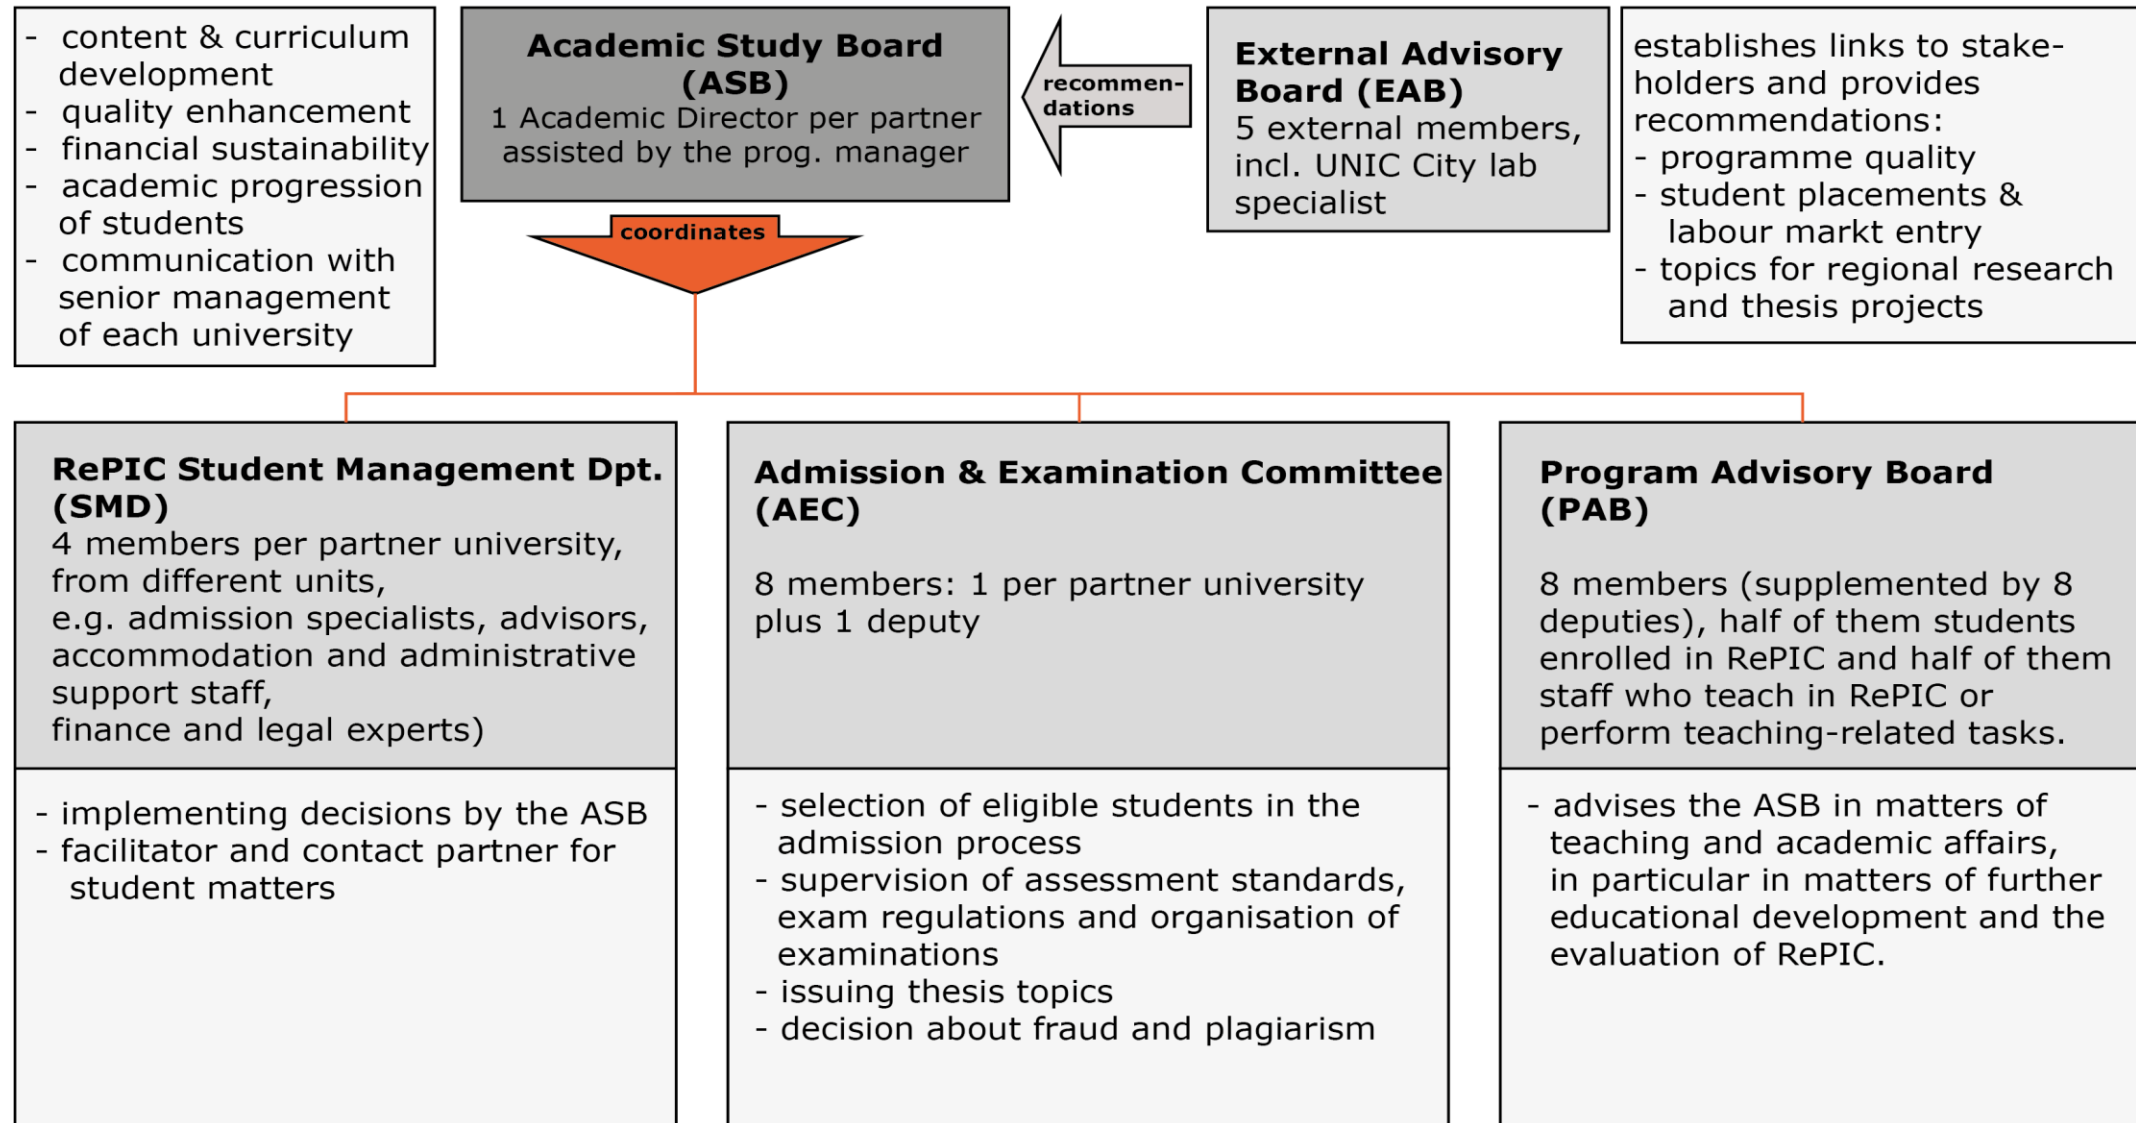 - content & curriculum
development
- quality enhancement
- financial sustainability
- academic progression
of students
- communication with
senior management
of each university
Academic Study Board
(ASB)
1 Academic Director per partner
assisted by the prog. manager
recommen-
dations
External Advisory
Board (EAB)
5 external members,
incl. UNIC City lab
specialist
establishes links to stake-
holders and provides
recommendations:
- programme quality
- student placements &
labour markt entry
- topics for regional research
and thesis projects
coordinates
RePIC Student Management Dpt.
(SMD)
4 members per partner university,
from different units,
e.g. admission specialists, advisors,
accommodation and administrative
support staff,
finance and legal experts)
- implementing decisions by the ASB
- facilitator and contact partner for
student matters
Admission & Examination Committee
(AEC)
8 members: 1 per partner university
plus 1 deputy
- selection of eligible students in the
admission process
- supervision of assessment standards,
exam regulations and organisation of
examinations
- issuing thesis topics
- decision about fraud and plagiarism
Program Advisory Board
(PAB)
8 members (supplemented by 8
deputies), half of them students
enrolled in RePIC and half of them
staff who teach in RePIC or
perform teaching-related tasks.
- advises the ASB in matters of
teaching and academic affairs,
in particular in matters of further
educational development and the
evaluation of RePIC.